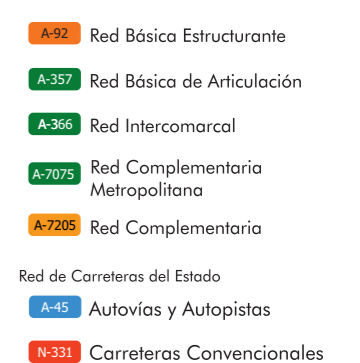 A-92 Red Básica Estructurante
A-357 Red Básica de Articulación
A-366 Red Intercomarcal
A-7075 Red Complementaria
Metropolitana
A-7205 Red Complementaria
Red de Carreteras del Estado
A-45 Autovías y Autopistas
N-331 Carreteras Convencionales